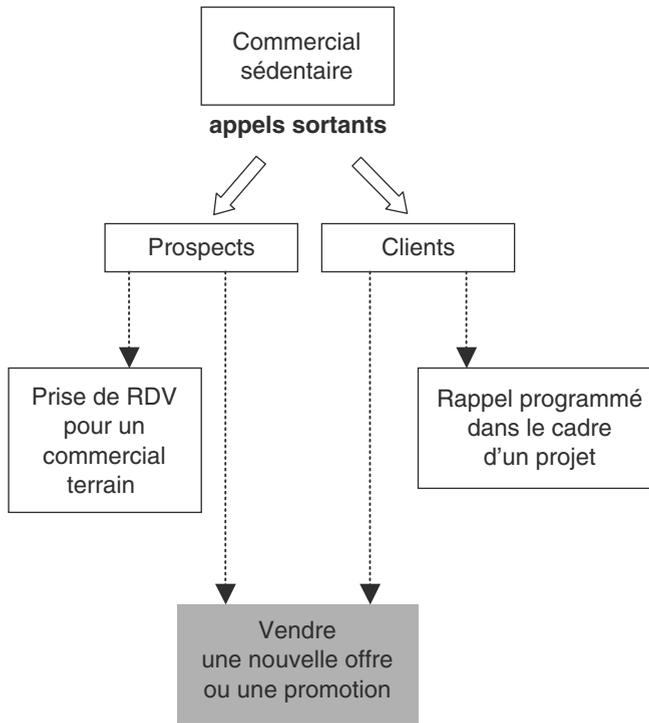 Commercial
sédentaire
appels sortants
Prospects
Clients
Prise de RDV
pour un
commercial
terrain
Rappel programmé
dans le cadre
d’un projet
Vendre
une nouvelle offre
ou une promotion